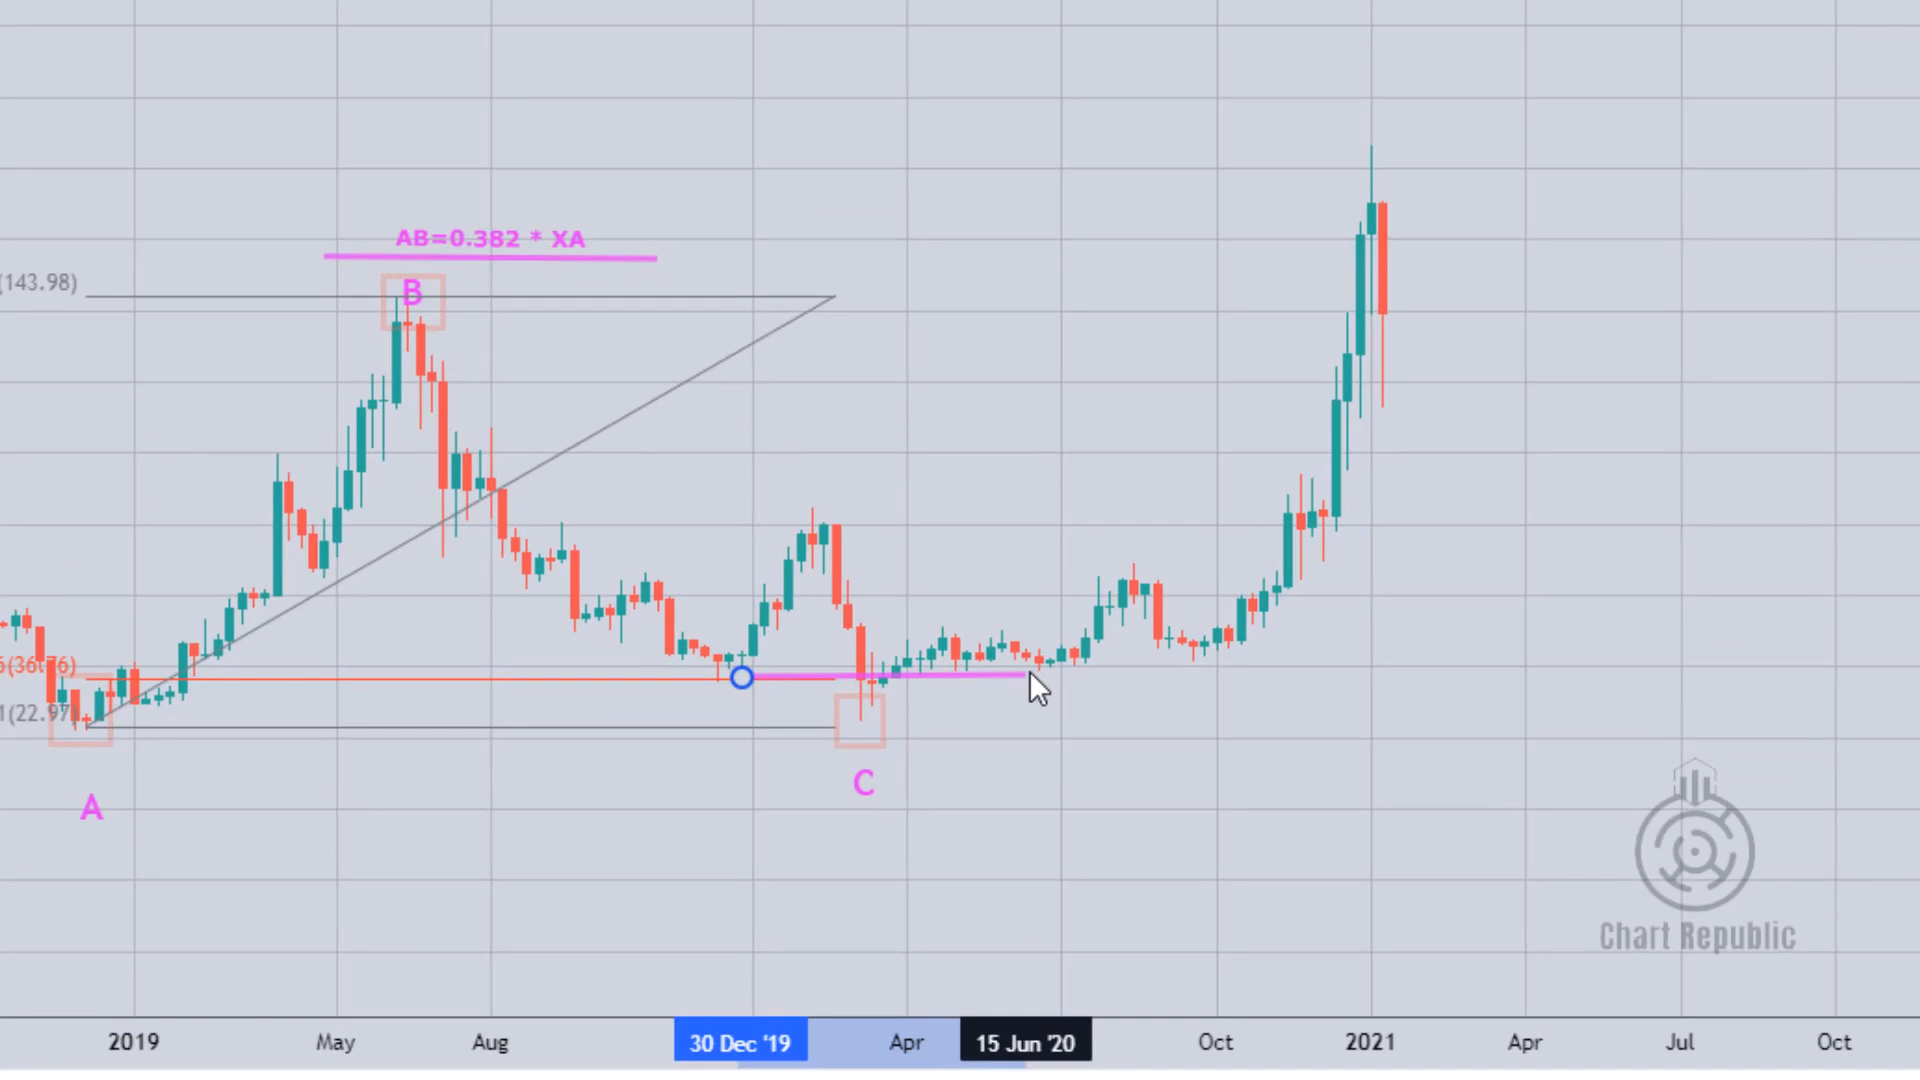 AB=0.382 * XA
(143.98)
B
6(36.76)
1(22.97)
A
C
Chart Republic
2019 May Aug 30 Dec '19 Apr 15 Jun '20 Oct 2021 Apr Jul Oct